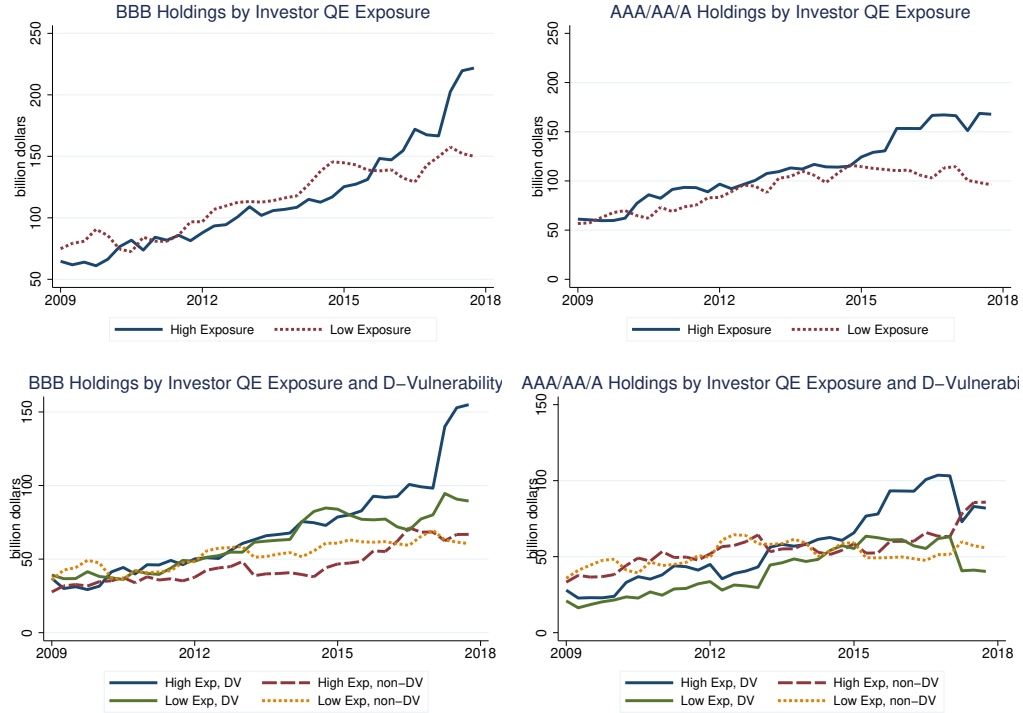 BBB Holdings by Investor QE Exposure
billion dollars
250
200
150
100
50
2009
2012
2015
2018
High Exposure
Low Exposure
AAA/AA/A Holdings by Investor QE Exposure
billion dollars
250
200
150
100
50
0
2009
2012
2015
2018
High Exposure
Low Exposure
BBB Holdings by Investor QE Exposure and D−Vulnerability
billion dollars
150
100
50
0
2009
2012
2015
2018
High Exp, DV
High Exp, non−DV
Low Exp, DV
Low Exp, non−DV
AAA/AA/A Holdings by Investor QE Exposure and D−Vulnerabi
billion dollars
150
100
50
0
2009
2012
2015
2018
High Exp, DV
High Exp, non−DV
Low Exp, DV
Low Exp, non−DV